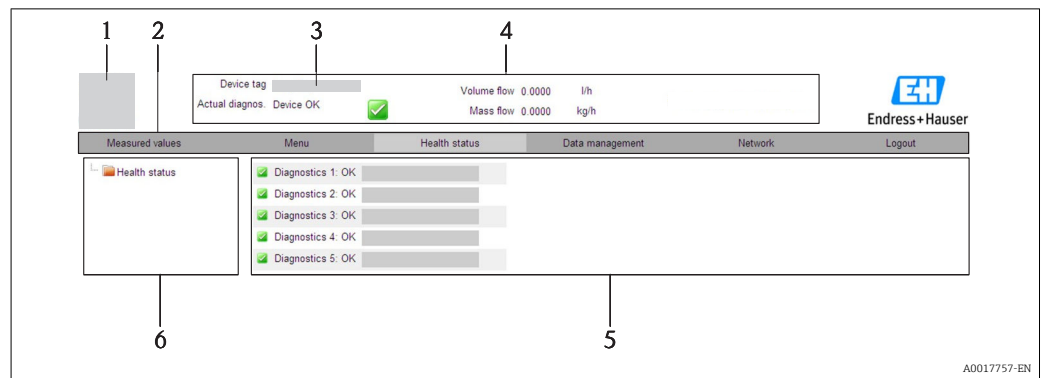 1 2 3 4
Device tag Volume flow 0.0000 l/h
Actual diagnos. Device OK Mass flow 0.0000 kg/h
EH
Endress+Hauser
Measured values Menu Health status Data management Network Logout
Health status
Diagnostics 1: OK
Diagnostics 2: OK
Diagnostics 3: OK
Diagnostics 4: OK
Diagnostics 5: OK
6 5
A0017757-EN